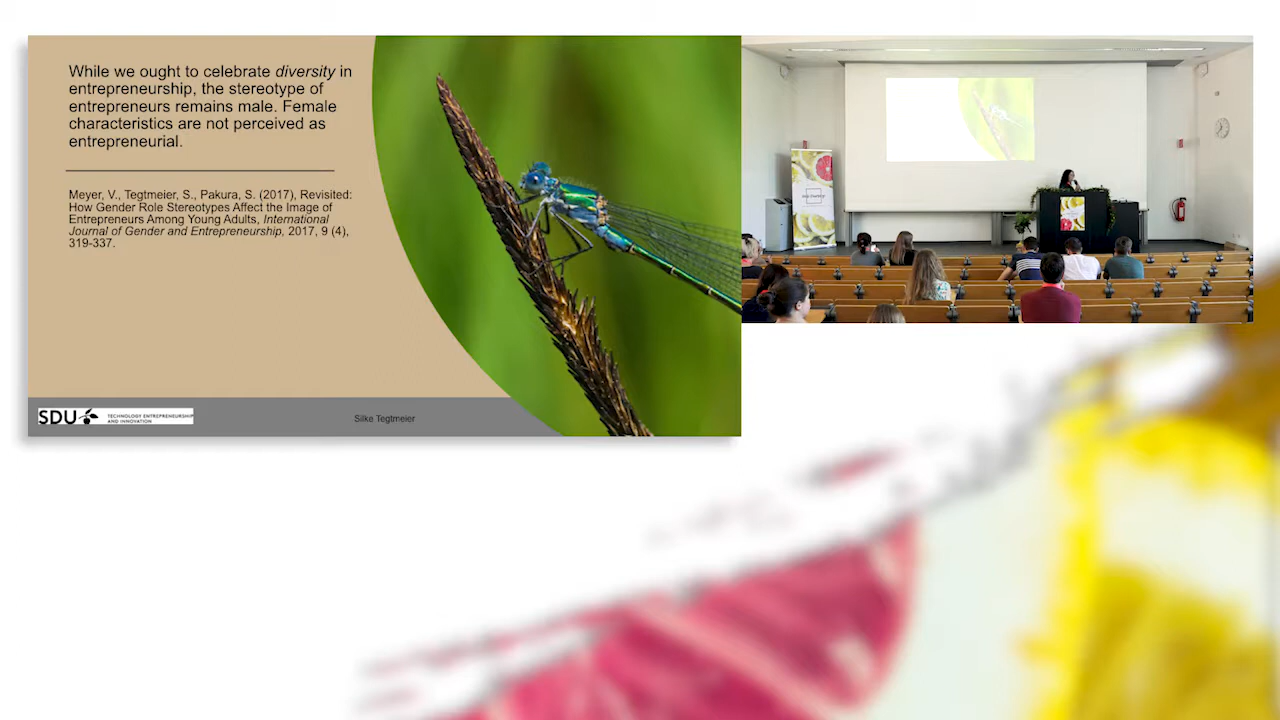 While we ought to celebrate diversity in
entrepreneurship, the stereotype of
entrepreneurs remains male. Female
characteristics are not perceived as
entrepreneurial.
Meyer, V., Tegtmeier, S., Pakura, S. (2017), Revisited:
How Gender Role Stereotypes Affect the Image of
Entrepreneurs Among Young Adults, International
Journal of Gender and Entrepreneurship, 2017, 9 (4),
319-337.
SDU
TECHNOLOGY ENTREPRENEURSHIP
AND INNOVATION
Silke Tegtmeier